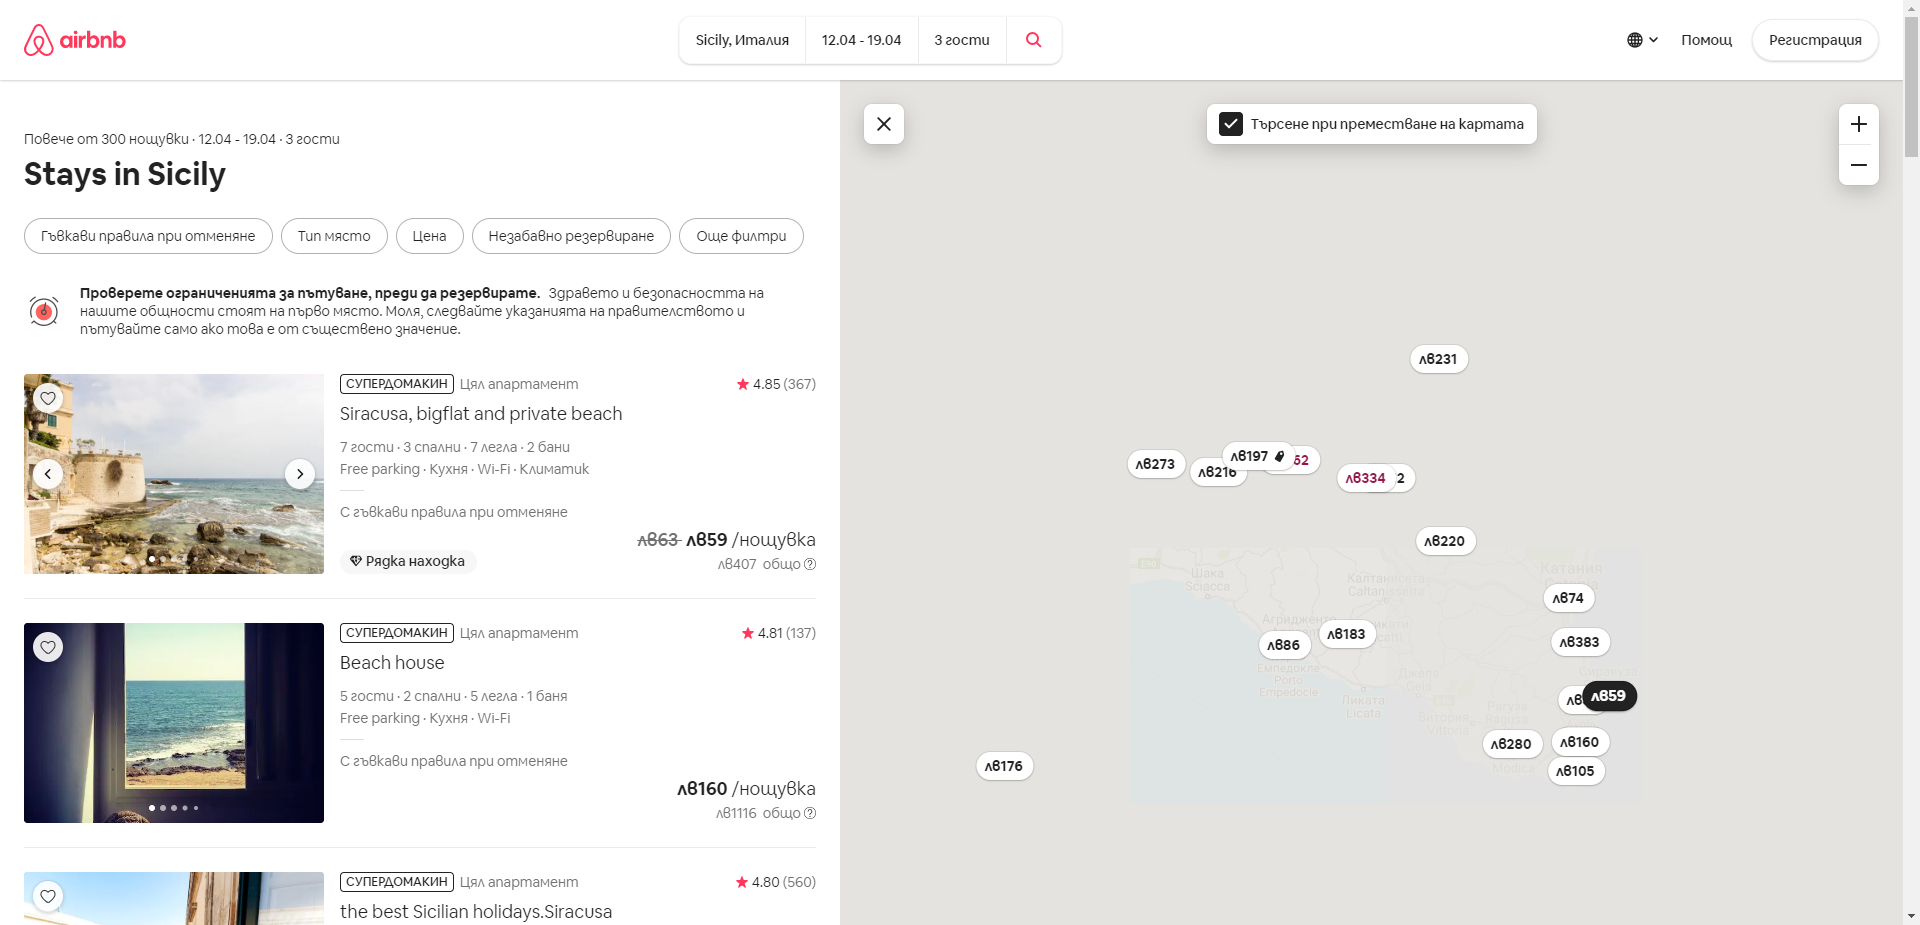 airbnb
Sicily, Италия
12.04 - 19.04
3 гости
Помощ
Регистрация
Повече от 300 нощувки · 12.04 - 19.04 · 3 гости
Stays in Sicily
Гъвкави правила при отменяне
Тип място
Цена
Незабавно резервиране
Още филтри
Проверете ограниченията за пътуване, преди да резервирате. Здравето и безопасността на
нашите общности стоят на първо място. Моля, следвайте указанията на правителството и
пътувайте само ако това е от съществено значение.
СУПЕРДОМАКИН Цял апартамент
4.85 (367)
Siracusa, bigflat and private beach
7 гости · 3 спални · 7 легла · 2 бани
Free parking · Кухня · Wi-Fi · Климатик
С гъвкави правила при отменяне
лв63 лв59 /нощувка
Рядка находка
лв407 общо
СУПЕРДОМАКИН Цял апартамент
4.81 (137)
Beach house
5 гости · 2 спални · 5 легла · 1 баня
Free parking · Кухня · Wi-Fi
С гъвкави правила при отменяне
лв160 /нощувка
лв1116 общо
СУПЕРДОМАКИН Цял апартамент
4.80 (560)
the best Sicilian holidays.Siracusa
Търсене при преместване на картата
лв231
лв273
лв216
лв197
лв334
лв220
Шака
Sciacca
Калтанисета
Caltanissetta
Катания
лв74
Агридженто
лв183
лв86
лв383
Емпедокле
Porto
Empedocle
Джела
Gela
Ликата
Licata
лв59
Рагуза
Ragusa
Витория
Vittoria
лв280
лв160
Modica
лв105
лв176